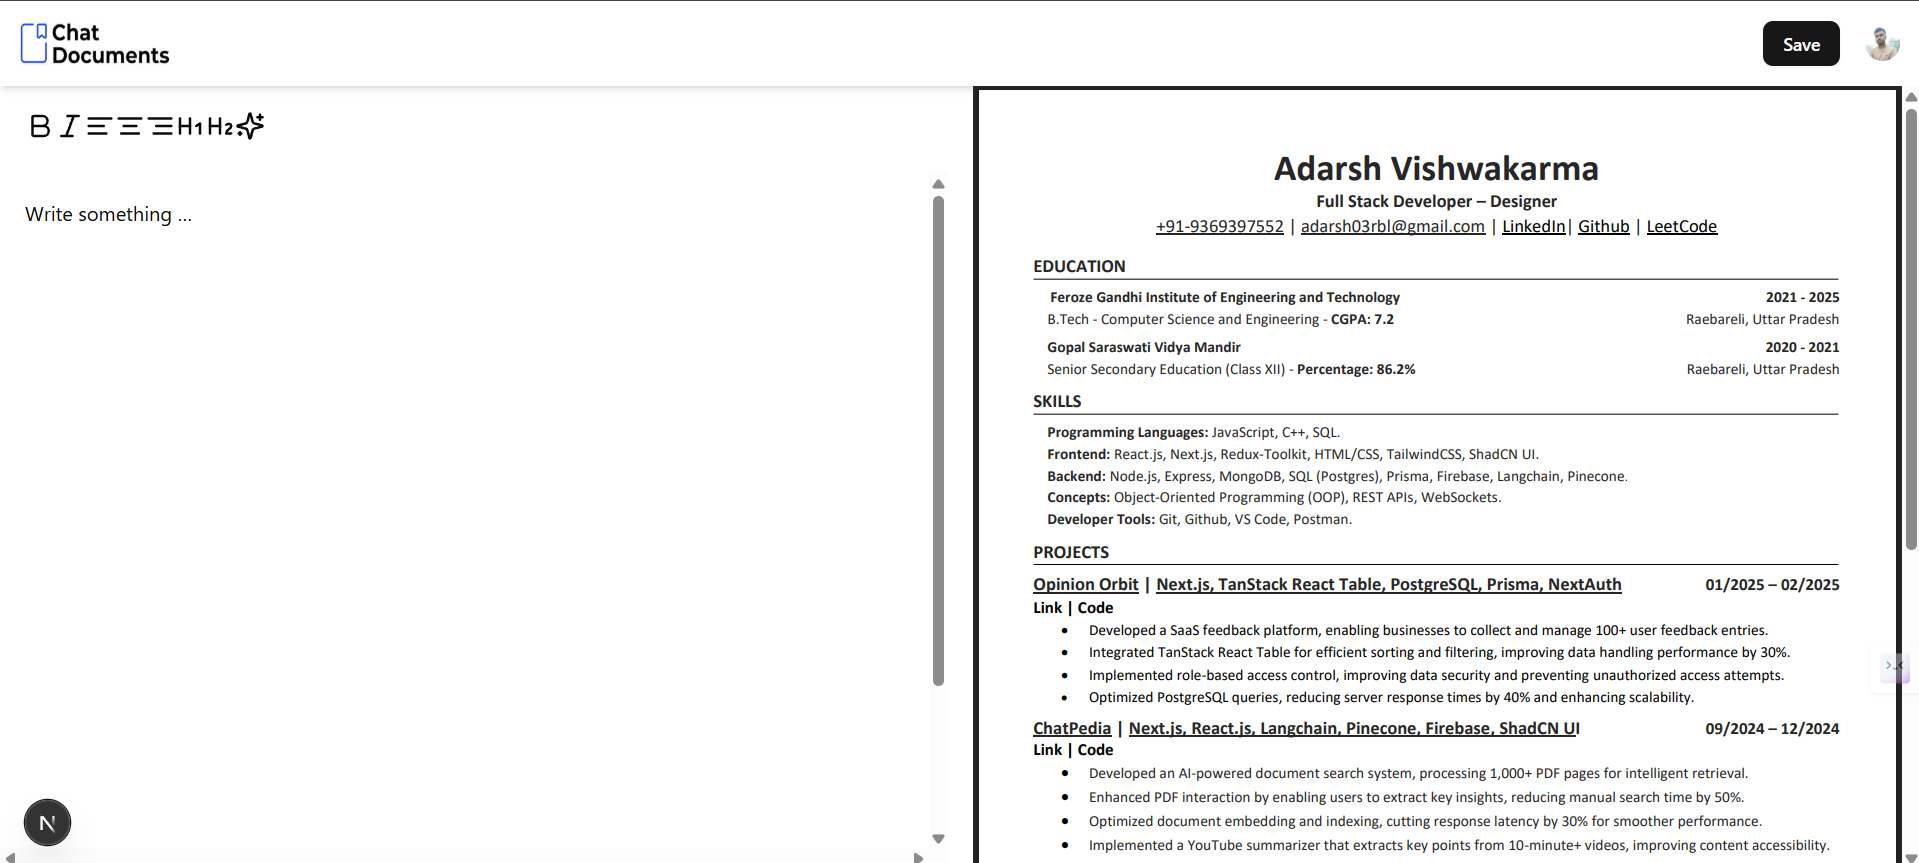 Chat
Documents
Save
B I H1 H2
Write something ...
N
Adarsh Vishwakarma
Full Stack Developer – Designer
+91-9369397552 | adarsh03rbl@gmail.com | LinkedIn| Github | LeetCode
EDUCATION
Feroze Gandhi Institute of Engineering and Technology 2021 - 2025
B.Tech - Computer Science and Engineering - CGPA: 7.2 Raebareli, Uttar Pradesh
Gopal Saraswati Vidya Mandir 2020 - 2021
Senior Secondary Education (Class XII) - Percentage: 86.2% Raebareli, Uttar Pradesh
SKILLS
Programming Languages: JavaScript, C++, SQL.
Frontend: React.js, Next.js, Redux-Toolkit, HTML/CSS, TailwindCSS, ShadCN UI.
Backend: Node.js, Express, MongoDB, SQL (Postgres), Prisma, Firebase, Langchain, Pinecone.
Concepts: Object-Oriented Programming (OOP), REST APIs, WebSockets.
Developer Tools: Git, Github, VS Code, Postman.
PROJECTS
Opinion Orbit | Next.js, TanStack React Table, PostgreSQL, Prisma, NextAuth 01/2025 – 02/2025
Link | Code
• Developed a SaaS feedback platform, enabling businesses to collect and manage 100+ user feedback entries.
• Integrated TanStack React Table for efficient sorting and filtering, improving data handling performance by 30%.
• Implemented role-based access control, improving data security and preventing unauthorized access attempts.
• Optimized PostgreSQL queries, reducing server response times by 40% and enhancing scalability.
ChatPedia | Next.js, React.js, Langchain, Pinecone, Firebase, ShadCN UI 09/2024 – 12/2024
Link | Code
• Developed an AI-powered document search system, processing 1,000+ PDF pages for intelligent retrieval.
• Enhanced PDF interaction by enabling users to extract key insights, reducing manual search time by 50%.
• Optimized document embedding and indexing, cutting response latency by 30% for smoother performance.
• Implemented a YouTube summarizer that extracts key points from 10-minute+ videos, improving content accessibility.